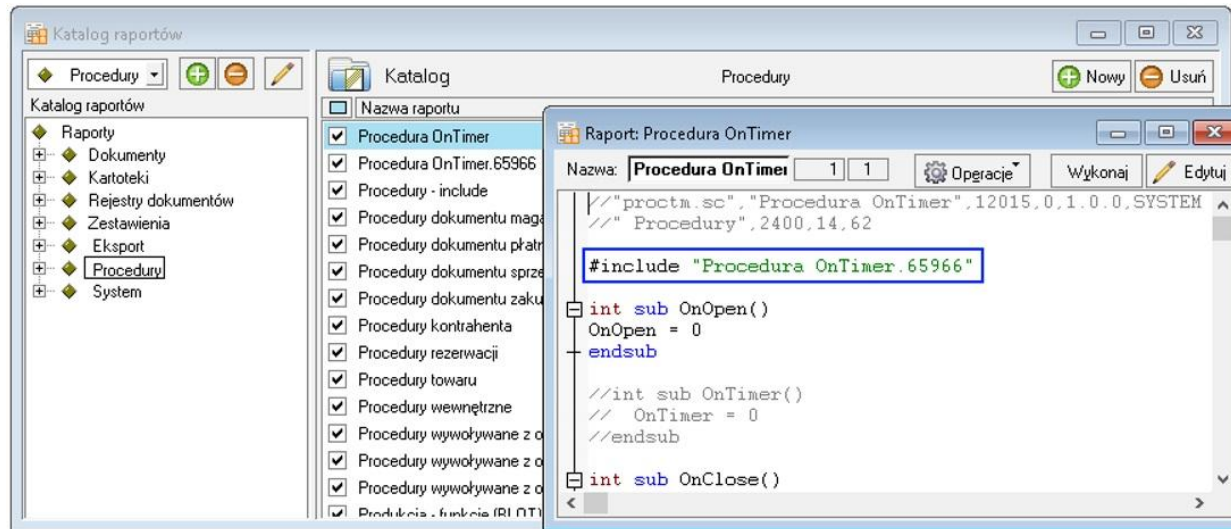 Katalog raportów
Procedury
Katalog raportów
Raporty
Dokumenty
Kartoteki
Rejestry dokumentów
Zestawienia
Eksport
Procedury
System
Katalog
Procedury
Nowy
Usuń
Nazwa raportu
Procedura OnTimer
Procedura OnTimer.65966
Procedury - include
Procedury dokumentu
Procedury dokumentu
Procedury dokumentu
Procedury dokumentu
Procedury kontrahenta
Procedury rezerwacji
Procedury towaru
Procedury wewnętrzne
Procedury wywoływane z
Procedury wywoływane z
Procedury wywoływane z
Produkcja - funkcje (BLOT)
Raport: Procedura OnTimer
Nazwa: Procedura OnTimer 1 1 Operacje Wykonaj Edytuj
//"proctm.sc","Procedura OnTimer",12015,0,1.0.0,SYSTEM
//" Procedury",2400,14,62
#include "Procedura OnTimer.65966"
int sub OnOpen()
OnOpen = 0
endsub
//int sub OnTimer()
// OnTimer = 0
//endsub
int sub OnClose()